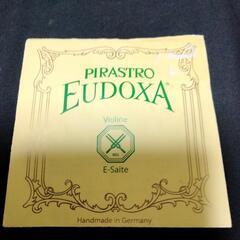 PIRASTRO
EUDOXA®
Violine
E-Saite
Handmade in Germany